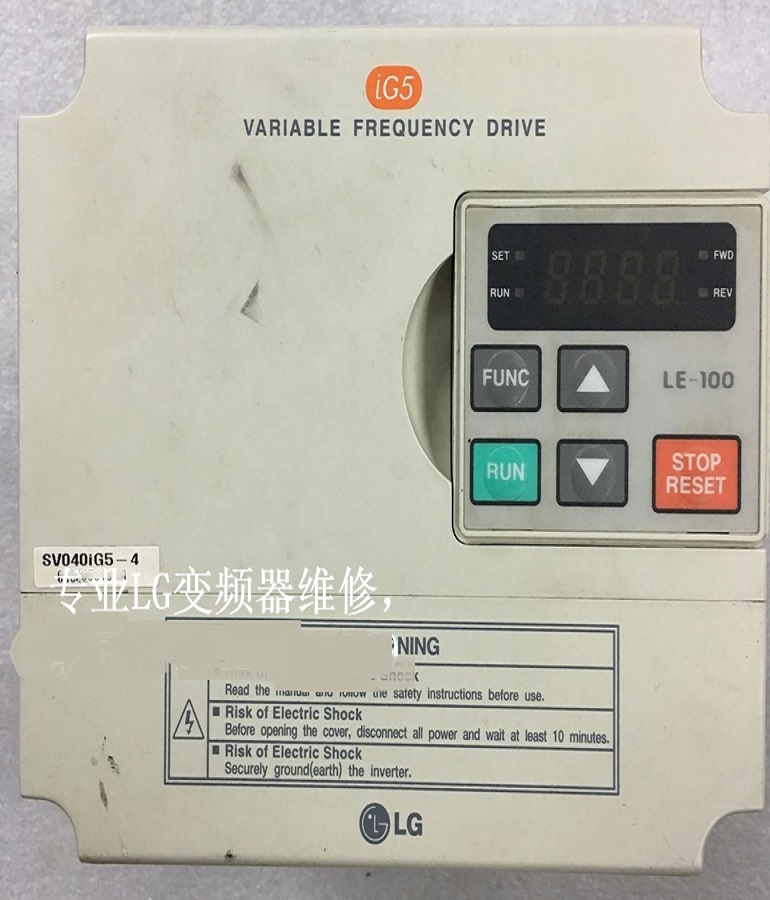 iG5
VARIABLE FREQUENCY DRIVE
SET
FWD
RUN
REV
FUNC
LE-100
RUN
STOP
RESET
SV040iG5-4
专业LG变频器维修，
NING
Shock
Read the manual and follow the safety instructions before use.
Risk of Electric Shock
Before opening the cover, disconnect all power and wait at least 10 minutes.
Risk of Electric Shock
Securely ground(earth) the inverter.
LG